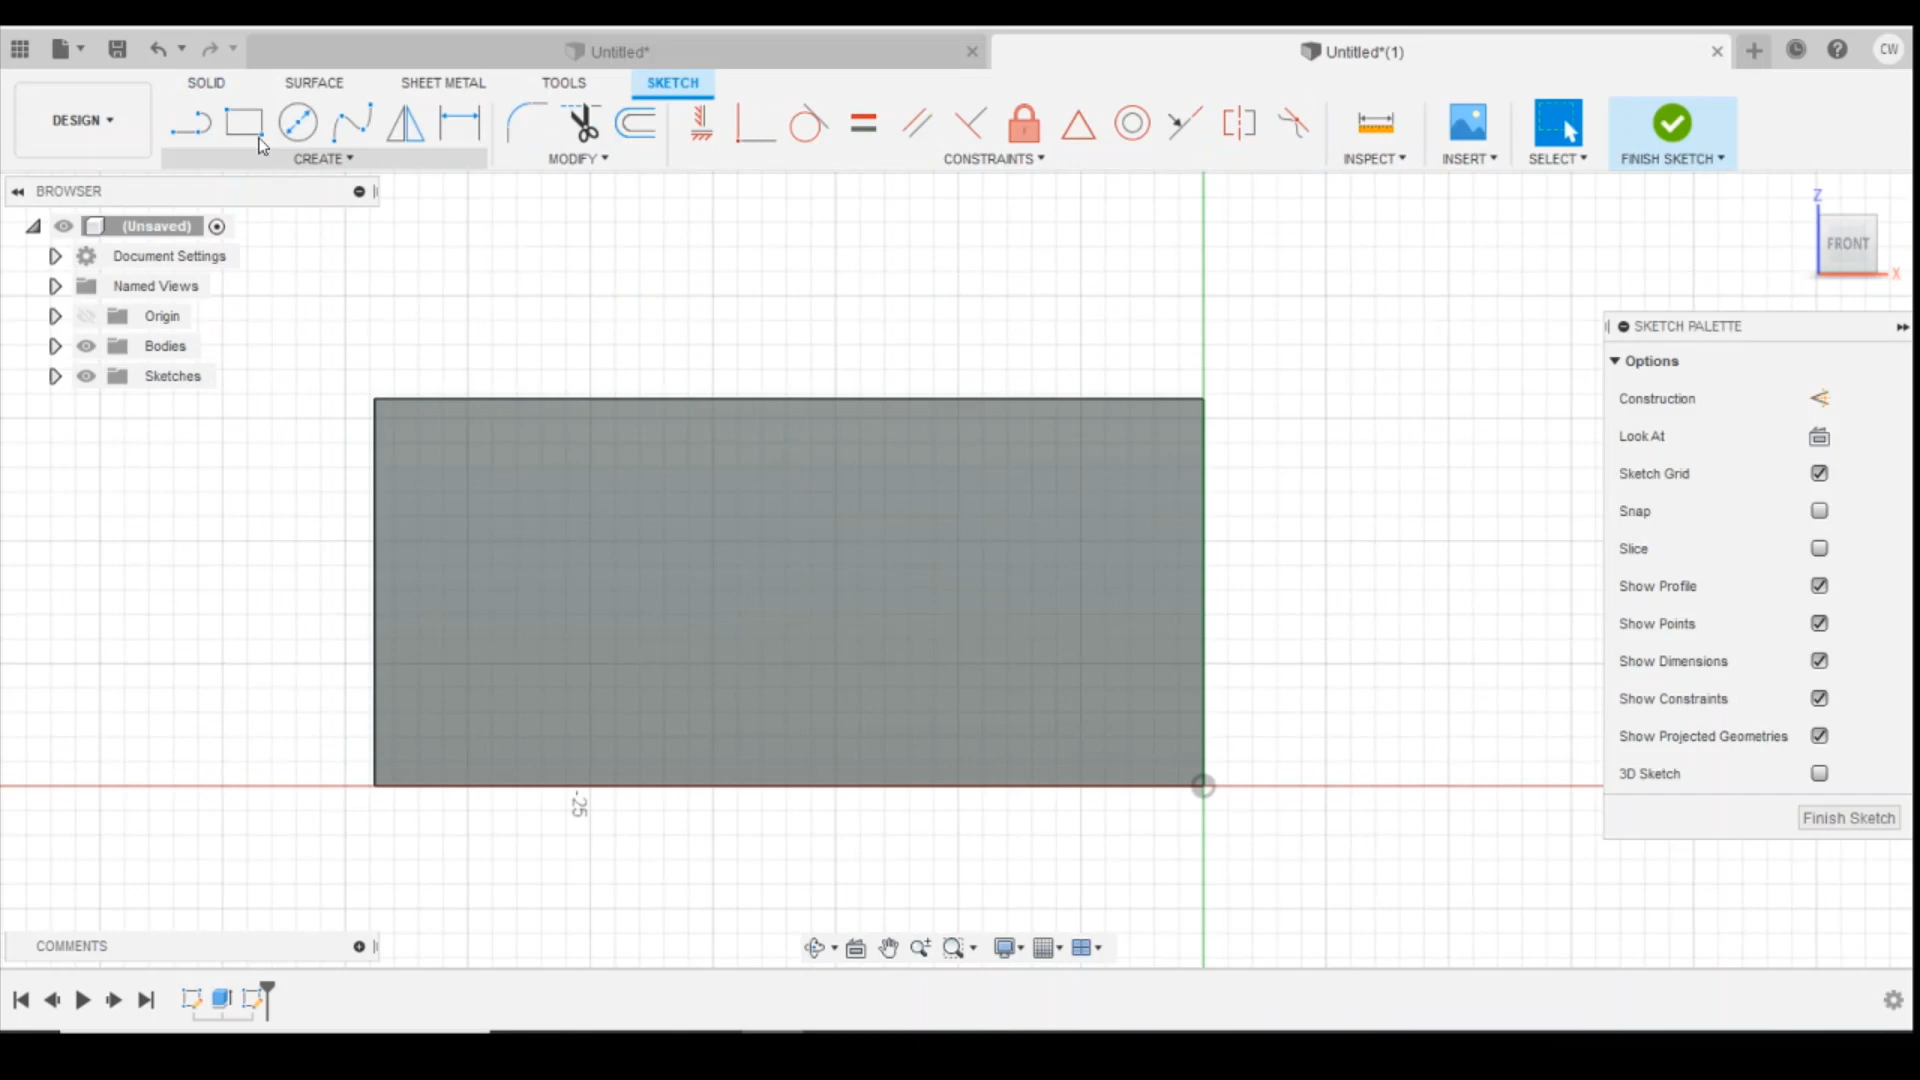 Untitled*
Untitled*(1)
CW
SOLID
SURFACE
SHEET METAL
TOOLS
SKETCH
DESIGN
CREATE
MODIFY
CONSTRAINTS
INSPECT
INSERT
SELECT
FINISH SKETCH
BROWSER
(Unsaved)
Document Settings
Named Views
Origin
Bodies
Sketches
Z
FRONT
X
SKETCH PALETTE
Options
Construction
Look At
Sketch Grid
Snap
Slice
Show Profile
Show Points
Show Dimensions
Show Constraints
Show Projected Geometries
3D Sketch
Finish Sketch
-25
COMMENTS